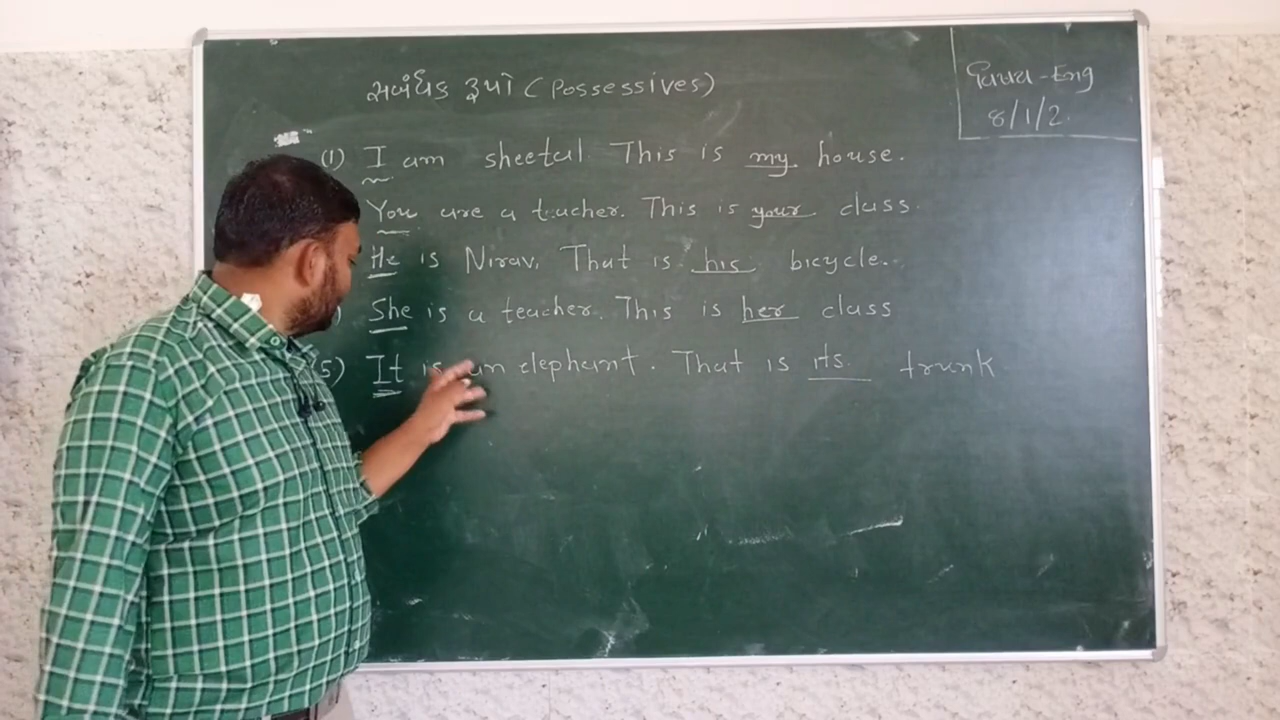 સબંધક રૂપો (Possessives)
વિષય - Eng
8/1/2
(1) I am sheetal. This is my house.
You are a teacher. This is your class.
He is Nirav. That is his bicycle.
) She is a teacher. This is her class
(5) It is an elephant. That is its trunk.